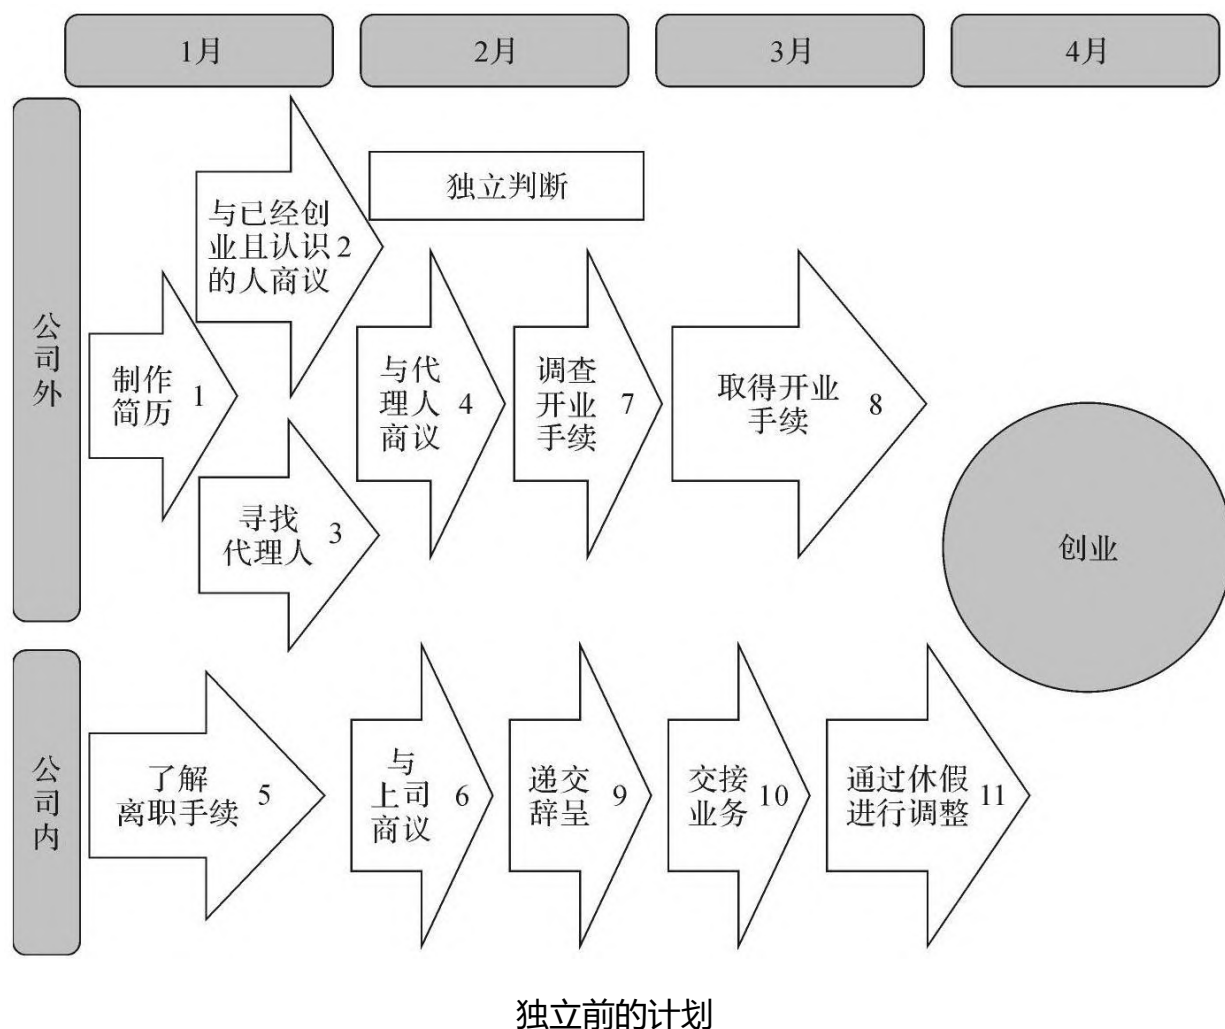 1月
2月
3月
4月
公司外
独立判断
与已经创
业且认识 2
的人商议
制作
简历 1
寻找
代理人 3
与代
理人
商议 4
调查
开业
手续 7
取得开业
手续 8
创业
公司内
了解
离职手续 5
与
上司
商议 6
递交
辞呈 9
交接
业务 10
通过休假
进行调整 11
独立前的计划